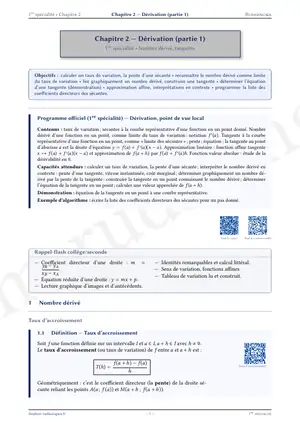 1re spécialité • Chapitre 2
Chapitre 2 — Dérivation (partie 1)
Ressources
Chapitre 2 — Dérivation (partie 1)
1re spécialité • Nombre dérivé, tangente
Objectifs : calculer un taux de variation, la pente d'une sécante • reconnaître le nombre dérivé comme limite
du taux de variation • lire graphiquement un nombre dérivé, construire une tangente • déterminer l'équation
d'une tangente (démonstration) • approximation affine, interprétations en contexte • programmer la liste des
coefficients directeurs des sécantes
Programme officiel (1re spécialité) — Dérivation, point de vue local
Contenus : taux de variation ; sécantes à la courbe représentative d'une fonction en un point donné. Nombre
dérivé d'une fonction en un point, comme limite du taux de variation ; notation f′(a). Tangente à la courbe
représentative d'une fonction en un point, comme « limite des sécantes » ; pente ; équation : la tangente au point
d'abscisse a est la droite d'équation y = f(a) + f′(a)(x − a). Approximation linéaire : fonction affine tangente
x ↦ f(a) + f′(a)(x − a) et approximation de f(a + h) par f(a) + f′(a)h. Fonction valeur absolue : étude de la
dérivabilité en 0.
Capacités attendues : calculer un taux de variation, la pente d'une sécante ; interpréter le nombre dérivé en
contexte : pente d'une tangente, vitesse instantanée, coût marginal ; déterminer graphiquement un nombre dé-
rivé par la pente de la tangente ; construire la tangente en un point connaissant le nombre dérivé ; déterminer
l'équation de la tangente en un point ; calculer une valeur approchée de f(a + h).
Démonstration : équation de la tangente en un point à une courbe représentative.
Exemple d'algorithme : écrire la liste des coefficients directeurs des sécantes pour un pas donné.
Rappel flash collège/seconde
— Coefficient directeur d'une droite : m =
yB − yA
xB − xA
— Équation réduite d'une droite : y = mx + p.
— Lecture graphique d'images et d'antécédents.
— Identités remarquables et calcul littéral.
— Sens de variation, fonctions affines
— Tableau de variation lu et construit.
1 Nombre dérivé
Taux d'accroissement
1.1 Définition – Taux d'accroissement
Soit f une fonction définie sur un intervalle I et a ∈ I, a + h ∈ I avec h ≠ 0.
Le taux d'accroissement (ou taux de variation) de f entre a et a + h est :
T(h) = f(a + h) − f(a)
h
Géométriquement : c'est le coefficient directeur (la pente) de la droite sé-
cante reliant les points A(a ; f(a)) et M(a + h ; f(a + h)).
- 1 -
1re spécialité